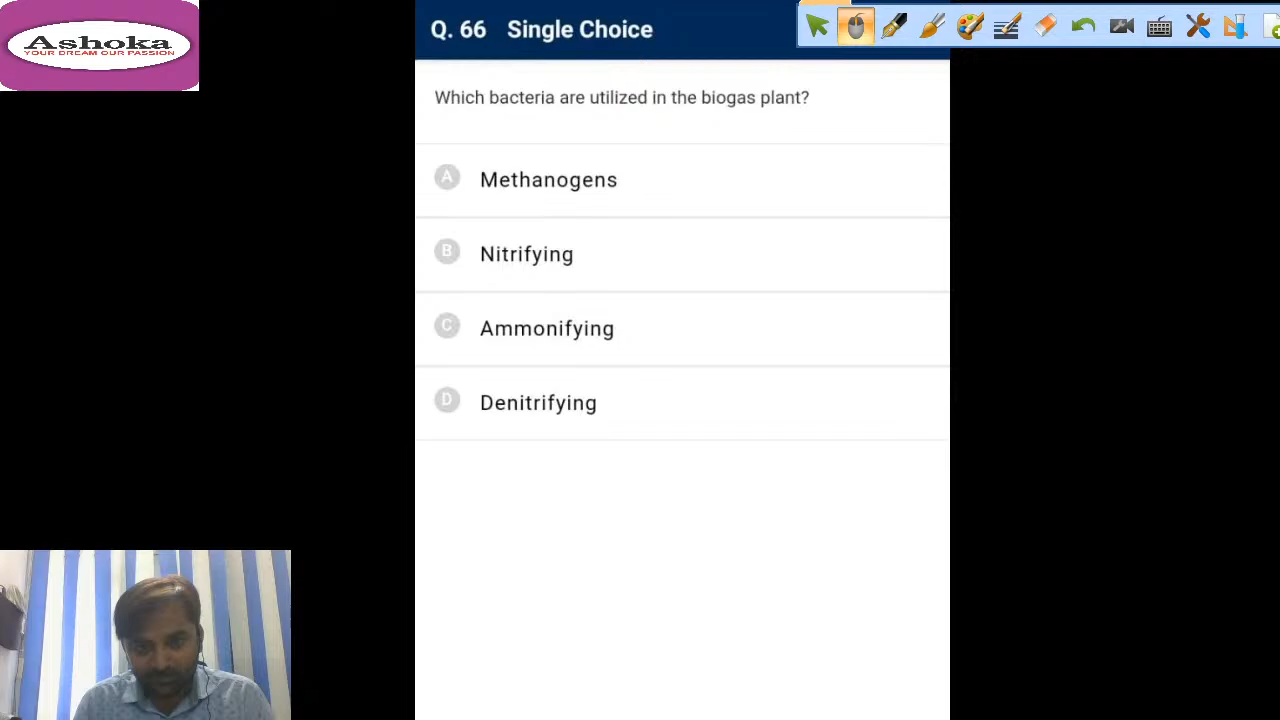 Ashoka
YOUR DREAM OUR PASSION
Q. 66 Single Choice
Which bacteria are utilized in the biogas plant?
A Methanogens
B Nitrifying
C Ammonifying
D Denitrifying